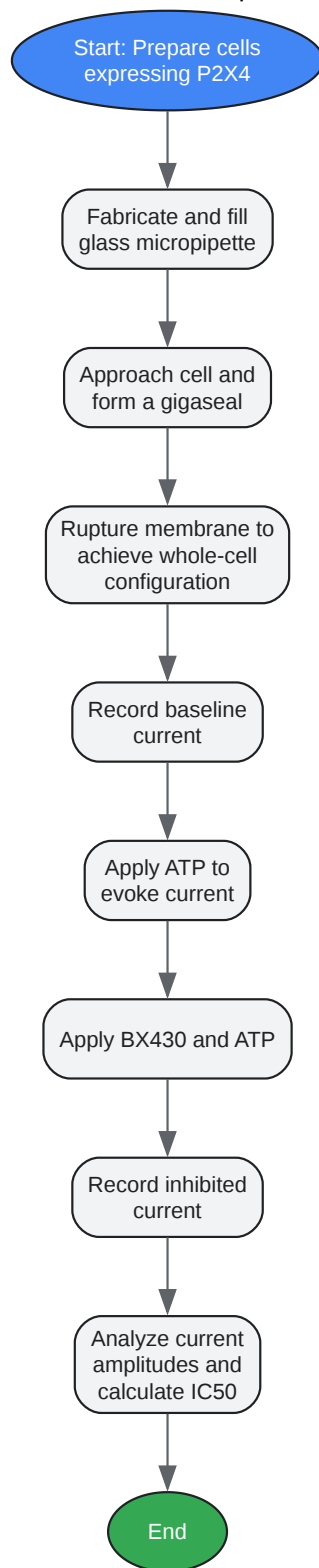 Start: Prepare cells
expressing P2X4
Fabricate and fill
glass micropipette
Approach cell and
form a gigaseal
Rupture membrane to
achieve whole-cell
configuration
Record baseline
current
Apply ATP to
evoke current
Apply BX430 and ATP
Record inhibited
current
Analyze current
amplitudes and
calculate IC50
End